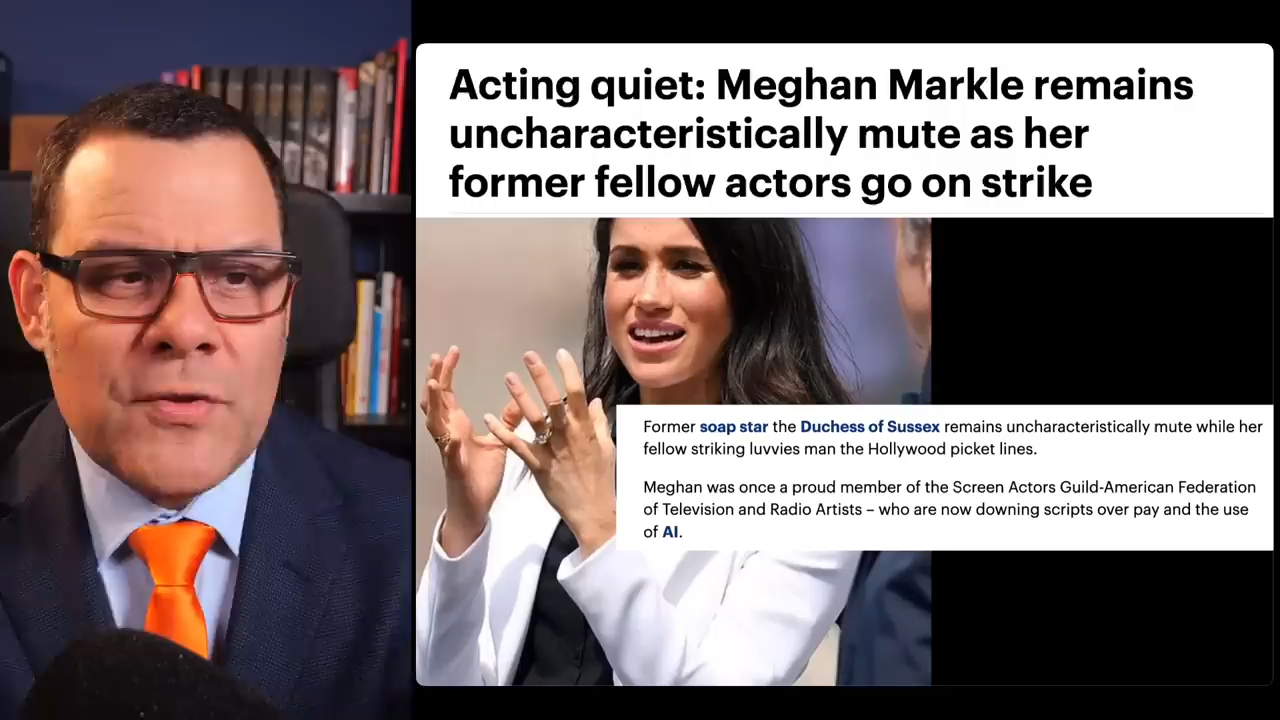 Acting quiet: Meghan Markle remains
uncharacteristically mute as her
former fellow actors go on strike
Former soap star the Duchess of Sussex remains uncharacteristically mute while her
fellow striking luvvies man the Hollywood picket lines.
Meghan was once a proud member of the Screen Actors Guild-American Federation
of Television and Radio Artists – who are now downing scripts over pay and the use
of AI.